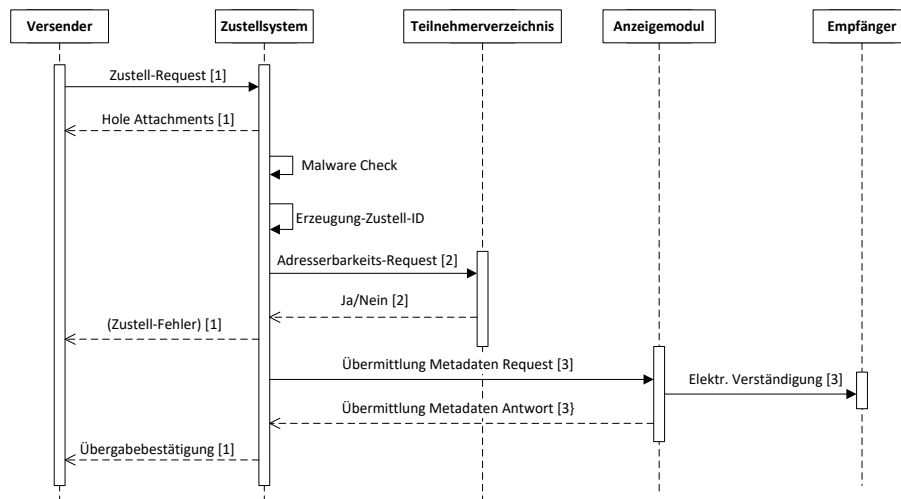 Versender
Zustellsystem
Teilnehmerverzeichnis
Anzeigemodul
Empfänger
Zustell-Request [1]
Hole Attachments [1]
Malware Check
Erzeugung-Zustell-ID
Adresserbarkeits-Request [2]
Ja/Nein [2]
(Zustell-Fehler) [1]
Übermittlung Metadaten Request [3]
Elektr. Verständigung [3]
Übermittlung Metadaten Antwort [3}
Übergabebestätigung [1]